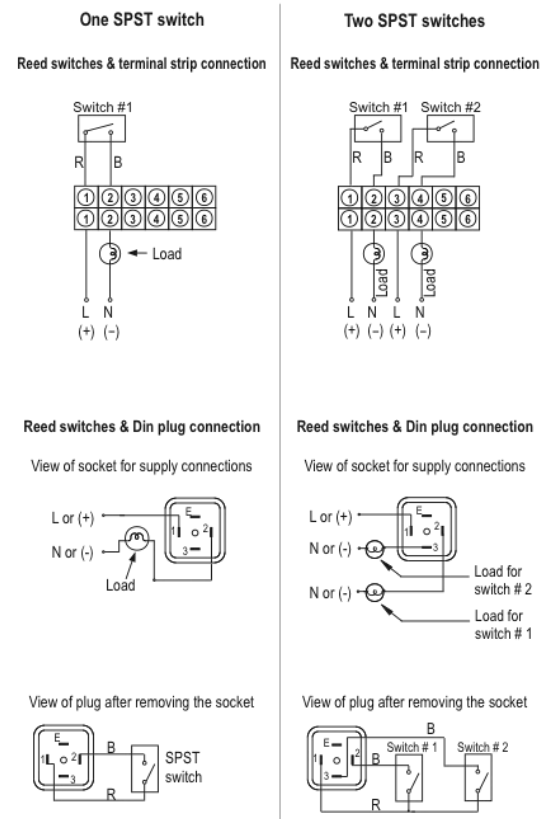 One SPST switch
Reed switches & terminal strip connection
Switch #1
R B
1 2 3 4 5 6
1 2 3 4 5 6
Load
L N
(+) (–)
Reed switches & Din plug connection
View of socket for supply connections
L or (+)
N or (-)
Load
E
1 2
3
View of plug after removing the socket
E
1 2
3
B
R
SPST
switch
Two SPST switches
Reed switches & terminal strip connection
Switch #1 Switch #2
R B R B
1 2 3 4 5 6
1 2 3 4 5 6
Load Load
L N L N
(+) (–) (+) (–)
Reed switches & Din plug connection
View of socket for supply connections
L or (+)
N or (-)
N or (-)
E
1 2
3
Load for
switch # 2
Load for
switch # 1
View of plug after removing the socket
B
E
1 2
3
B
R
Switch # 1 Switch # 2